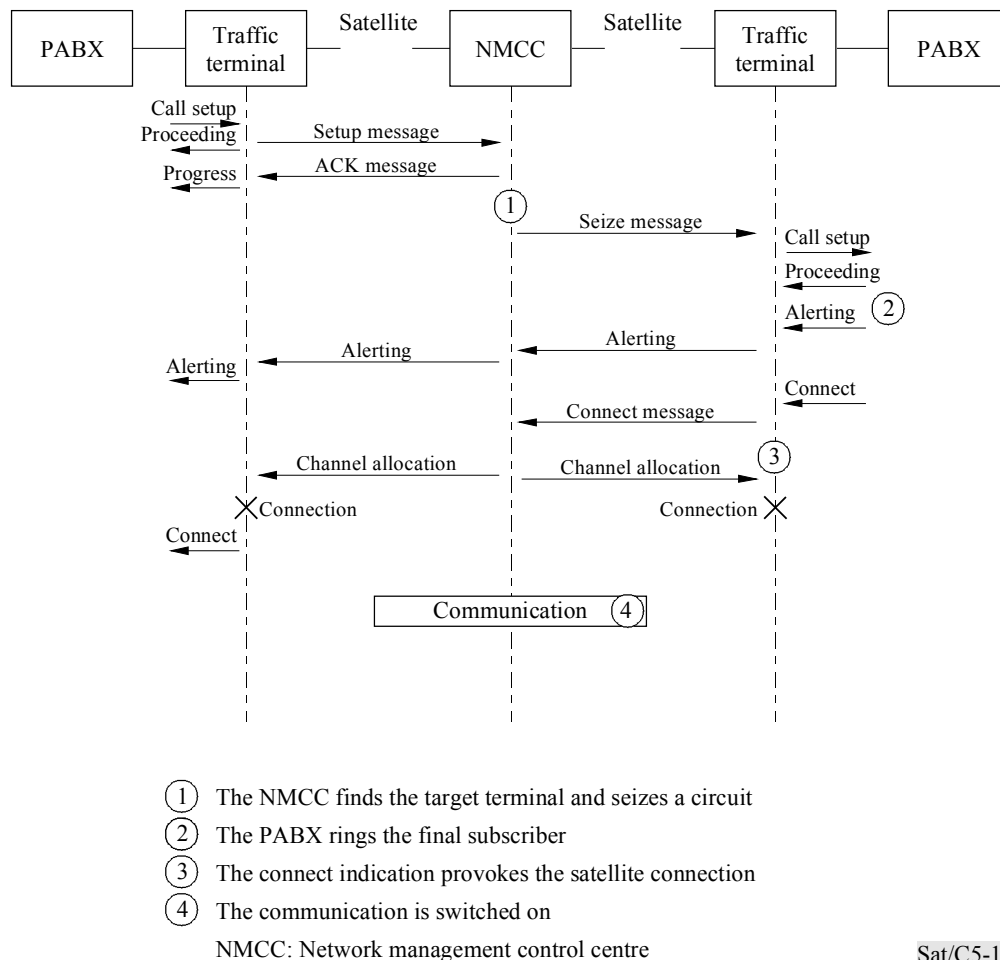 Satellite
Satellite
PABX
Traffic
terminal
NMCC
Traffic
terminal
PABX
Call setup
Proceeding
Setup message
Progress
ACK message
1
Seize message
Call setup
Proceeding
Alerting
2
Alerting
Alerting
Alerting
Connect
Connect message
3
Channel allocation
Channel allocation
Connection
Connection
Connect
Communication 4
1 The NMCC finds the target terminal and seizes a circuit
2 The PABX rings the final subscriber
3 The connect indication provokes the satellite connection
4 The communication is switched on
NMCC: Network management control centre
Sat/C5-1